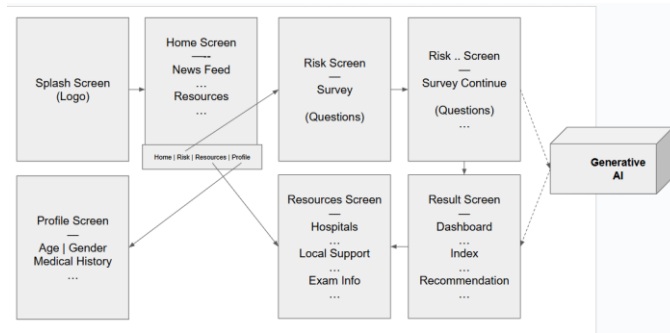 Splash Screen
(Logo)
Home Screen
—--
News Feed
…
Resources
…
Home | Risk | Resources | Profile
Risk Screen
—
Survey
(Questions)
Risk .. Screen
—
Survey Continue
(Questions)
…
Generative
AI
Profile Screen
—
Age | Gender
Medical History
…
Resources Screen
—
Hospitals
…
Local Support
…
Exam Info
…
Result Screen
—
Dashboard
…
Index
…
Recommendation
…